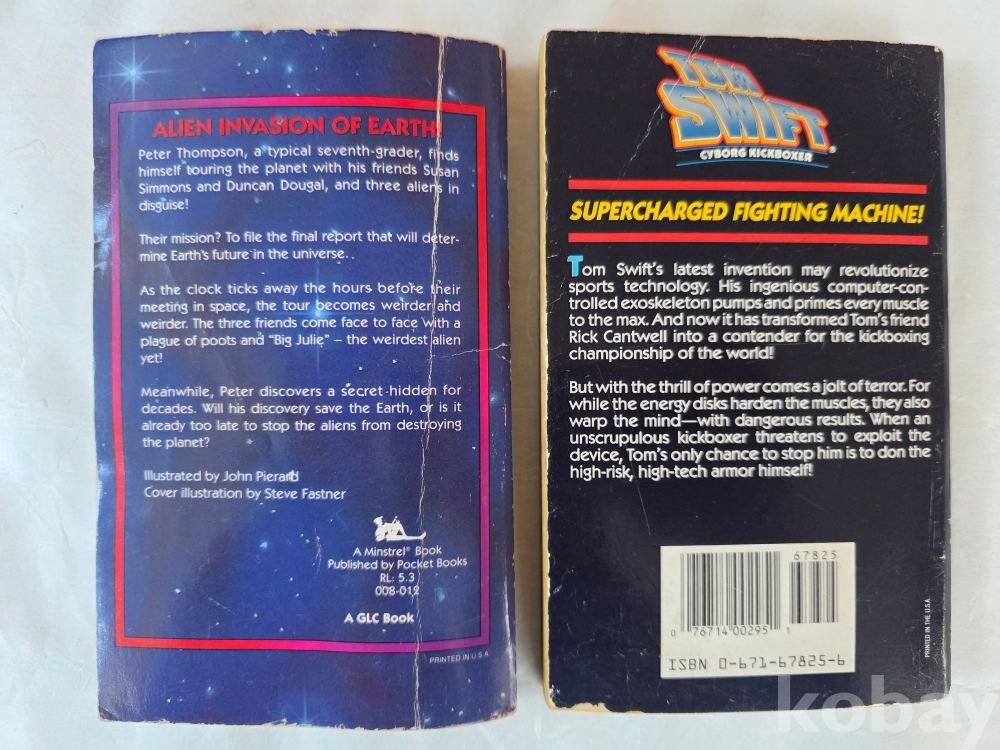 ALIEN INVASION OF EARTH!
Peter Thompson, a typical seventh-grader, finds
himself touring the planet with his friends Susan
Simmons and Duncan Dougal, and three aliens in
disguise!
Their mission? To file the final report that will deter-
mine Earth's future in the universe. .
As the clock ticks away the hours before their
meeting in space, the tour becomes weirder and
weirder. The three friends come face to face with a
plague of poots and "Big Julie" – the weirdest alien
yet!
Meanwhile, Peter discovers a secret hidden for
decades. Will his discovery save the Earth, or is it
already too late to stop the aliens from destroying
the planet?
Illustrated by John Pierard
Cover illustration by Steve Fastner
A Minstrel® Book
Published by Pocket Books
RL: 5.3
008-012
A GLC Book
PRINTED IN U.S.A
TOM
SWIFT®
CYBORG KICKBOXER
SUPERCHARGED FIGHTING MACHINE!
Tom Swift's latest invention may revolutionize
sports technology. His ingenious computer-con-
trolled exoskeleton pumps and primes every muscle
to the max. And now it has transformed Tom's friend
Rick Cantwell into a contender for the kickboxing
championship of the world!
But with the thrill of power comes a jolt of terror. For
while the energy disks harden the muscles, they also
warp the mind—with dangerous results. When an
unscrupulous kickboxer threatens to exploit the
device, Tom's only chance to stop him is to don the
high-risk, high-tech armor himself!
67825
0 76714 00295 1
ISBN 0-671-67825-6
PRINTED IN THE U.S.A.
kobay